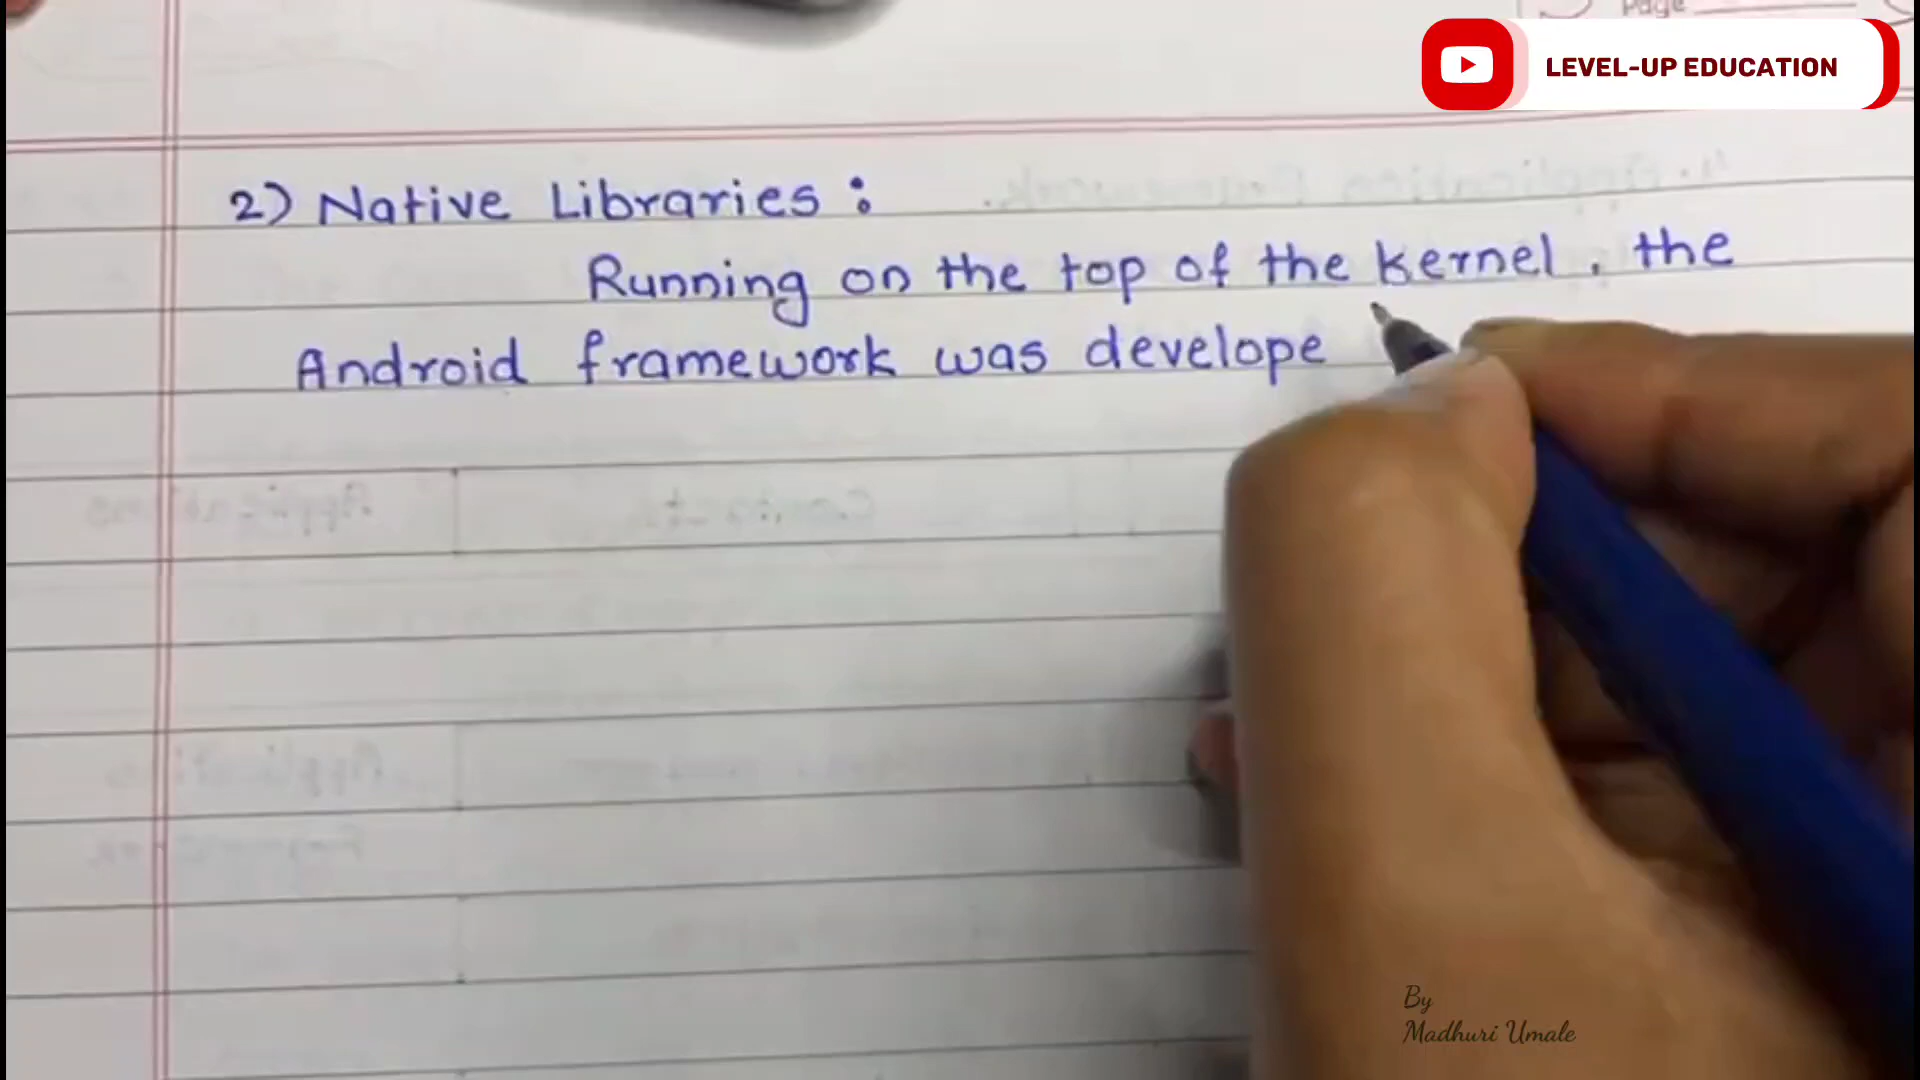 Page
LEVEL-UP EDUCATION
2) Native Libraries :
Running on the top of the kernel, the
Android framework was develope
By
Madhuri Umale